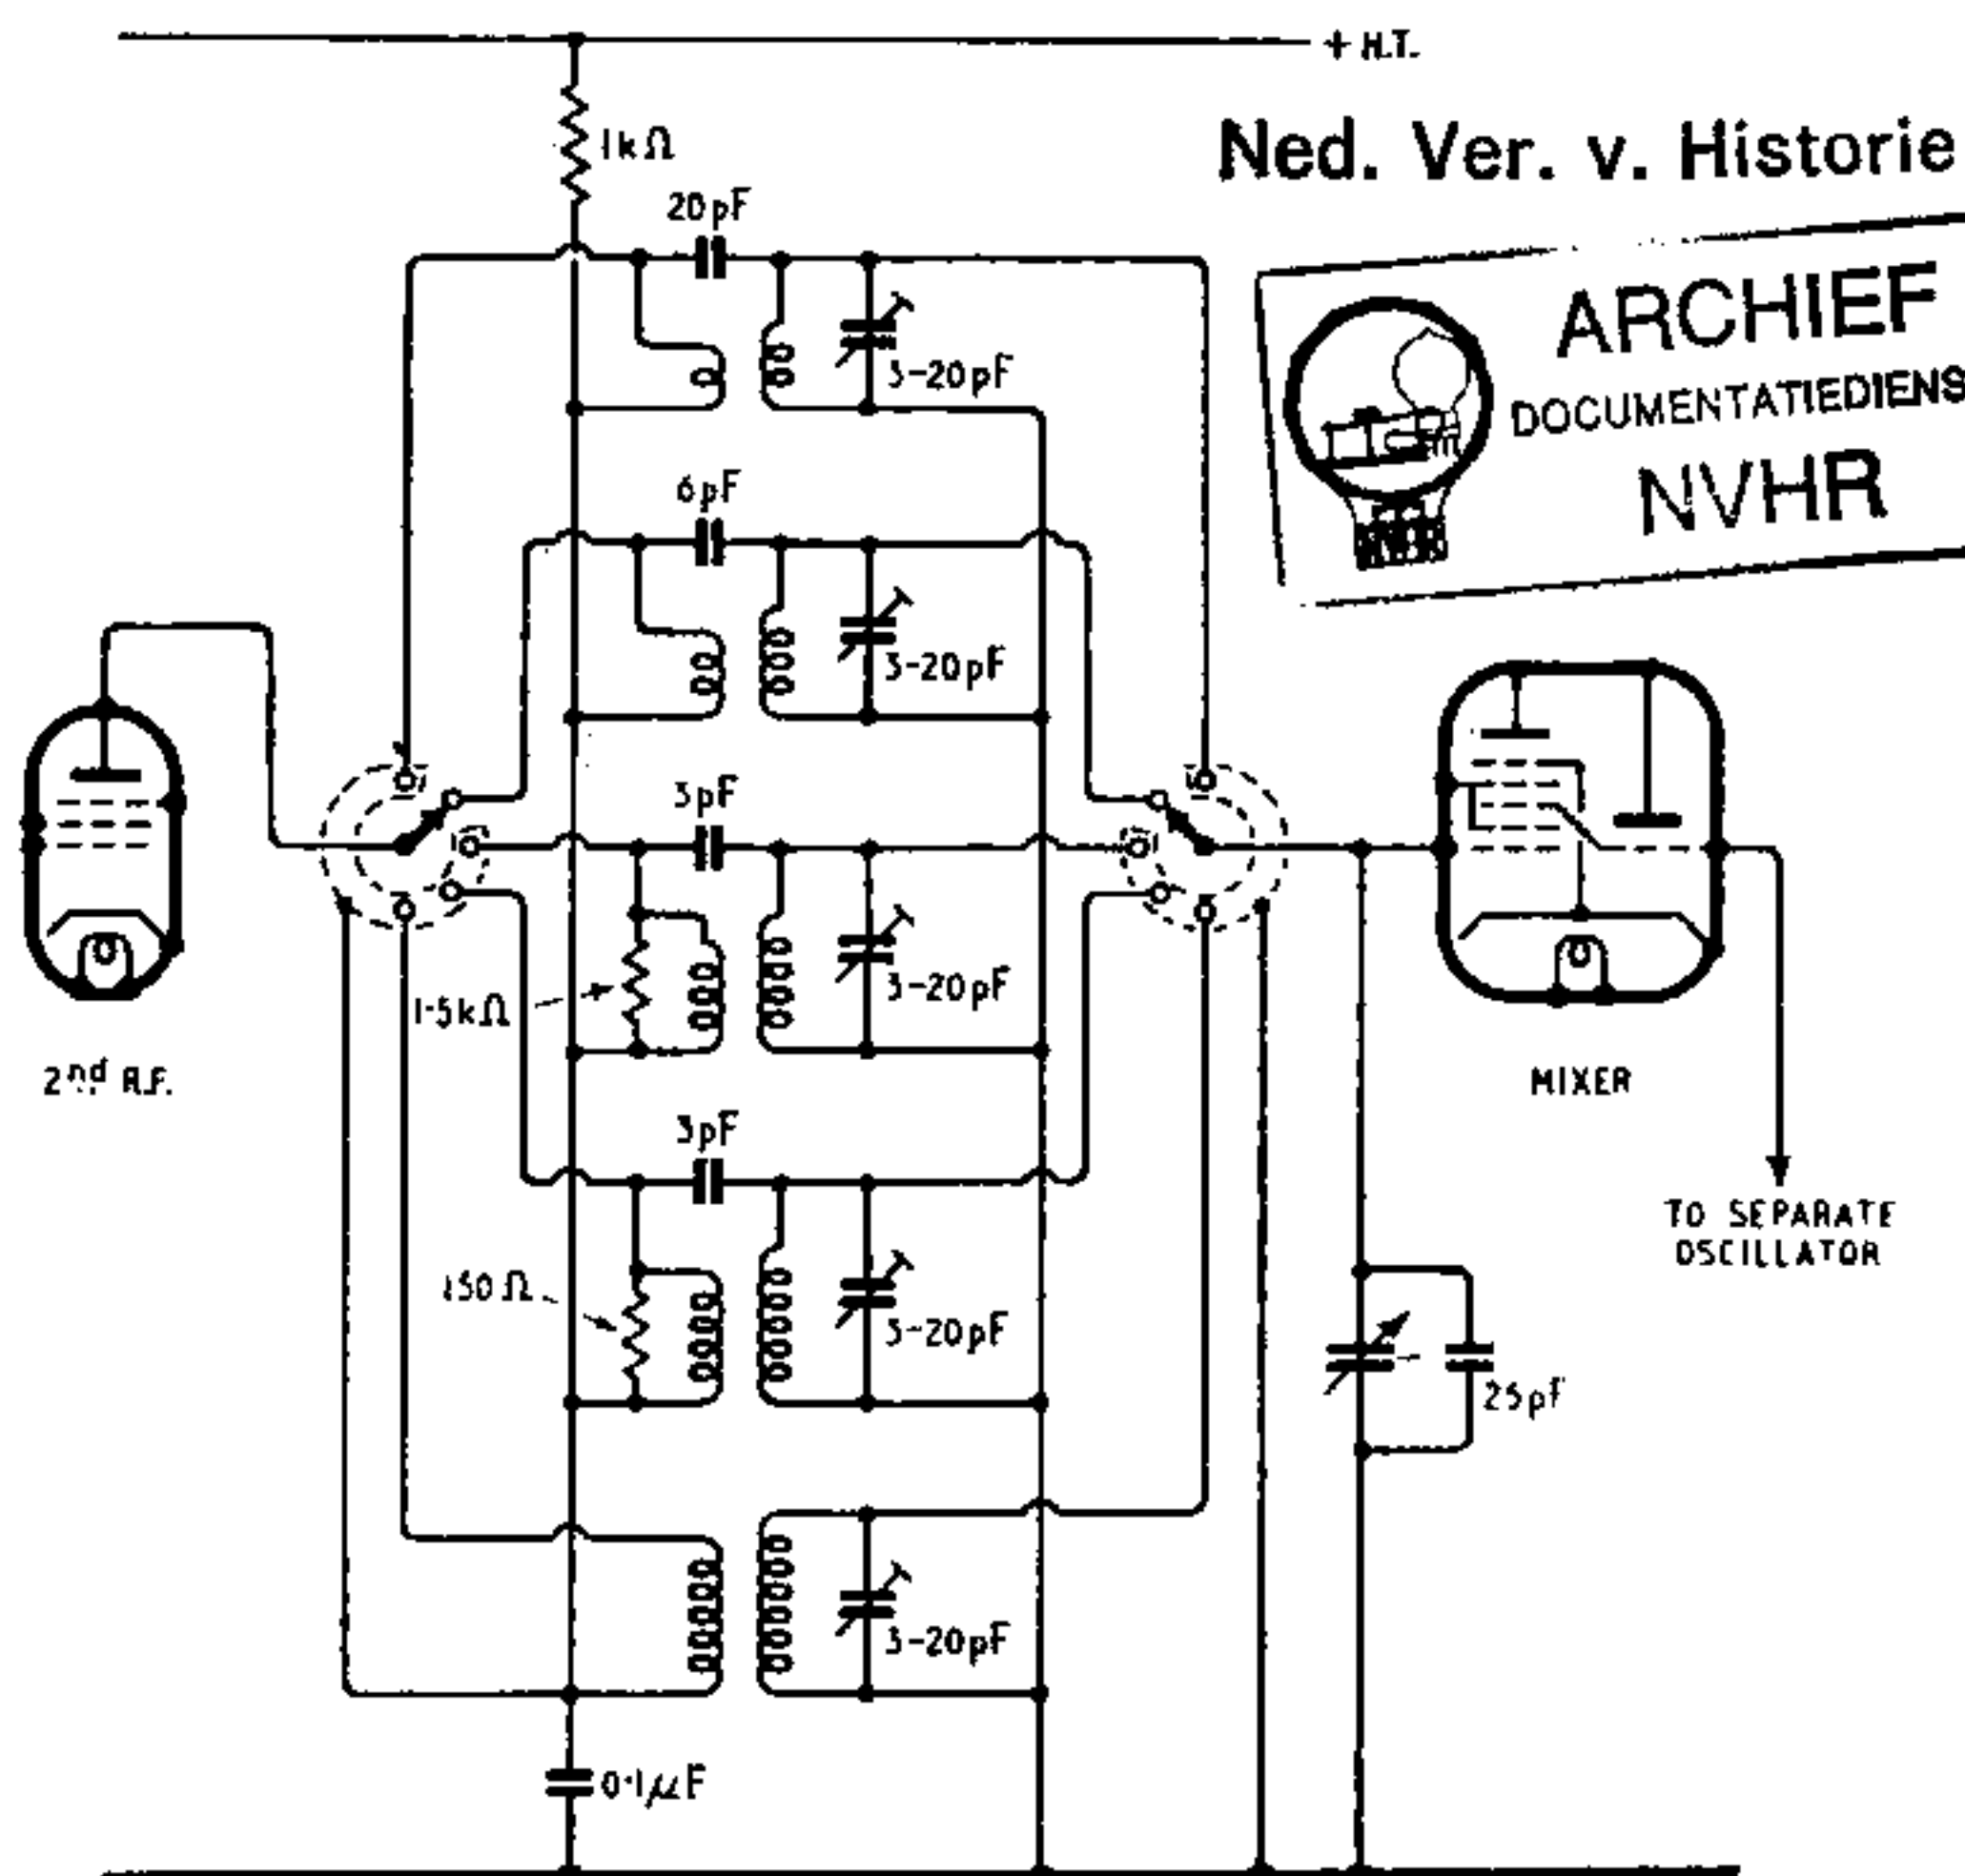 + H.T.
Ned. Ver. v. Historie
1kΩ
20pF
ARCHIEF
DOCUMENTATIEDIENS
NVHR
3-20pF
6pF
3-20pF
3pF
3-20pF
1·5kΩ
2nd R.F.
MIXER
3pF
TO SEPARATE
OSCILLATOR
150Ω
3-20pF
25pF
3-20pF
0·1μF